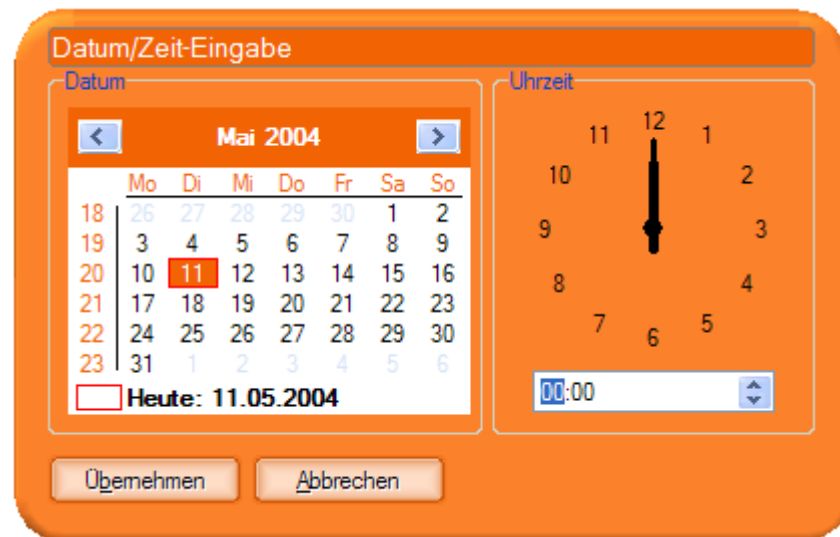 Datum/Zeit-Eingabe
Datum
Mai 2004
Mo Di Mi Do Fr Sa So
18 26 27 28 29 30 1 2
19 3 4 5 6 7 8 9
20 10 11 12 13 14 15 16
21 17 18 19 20 21 22 23
22 24 25 26 27 28 29 30
23 31 1 2 3 4 5 6
Heute: 11.05.2004
Uhrzeit
12
11 1
10 2
9 3
8 4
7 5
6
00:00
Übernehmen Abbrechen